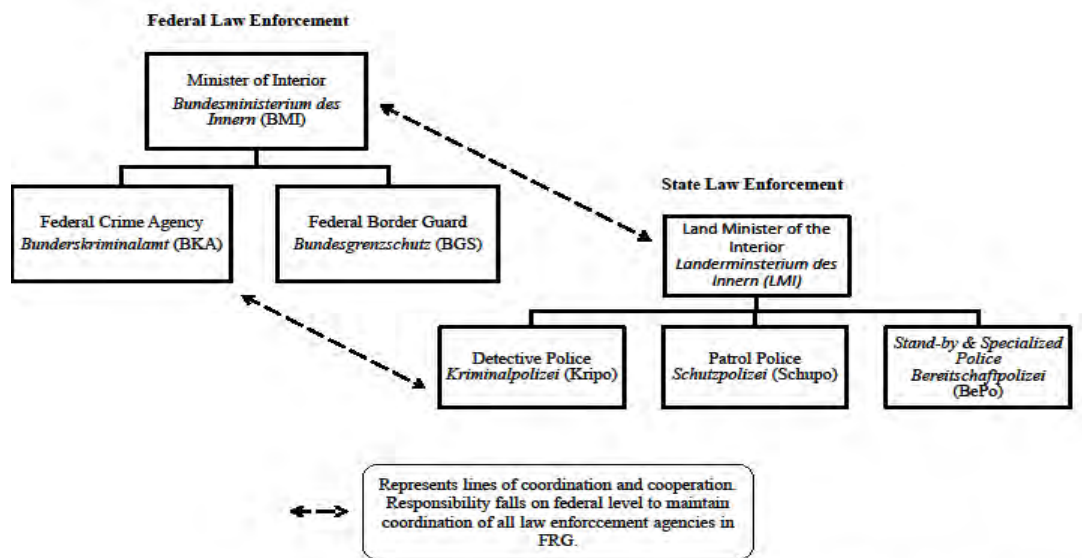 Federal Law Enforcement
Minister of Interior
Bundesministerium des
Innern (BMI)
Federal Crime Agency
Bunderskriminalamt (BKA)
Federal Border Guard
Bundesgrenzschutz (BGS)
State Law Enforcement
Land Minister of the
Interior
Landerminsterium des
Innern (LMI)
Detective Police
Kriminalpolizei (Kripo)
Patrol Police
Schutzpolizei (Schupo)
Stand-by & Specialized
Police
Bereitschaftpolizei
(BePo)
Represents lines of coordination and cooperation.
Responsibility falls on federal level to maintain
coordination of all law enforccement agencies in
FRG.